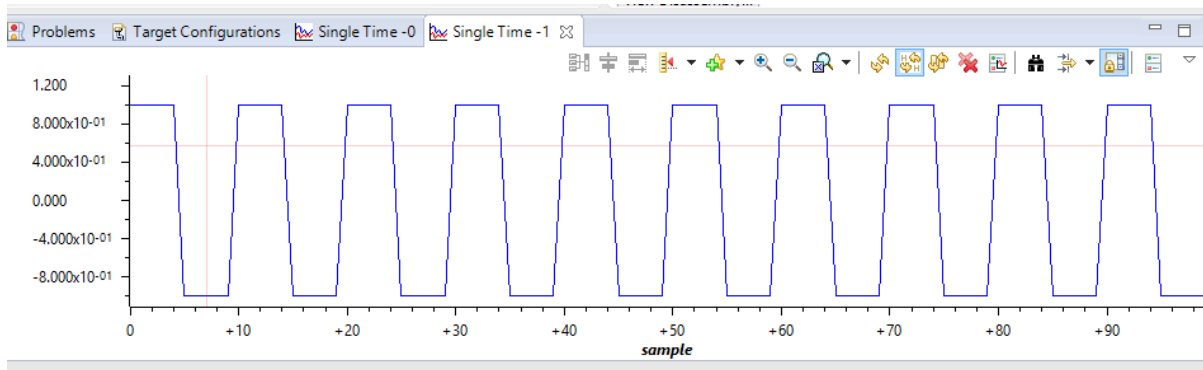 Problems Target Configurations Single Time -0 Single Time -1
1.200
8.000x10-01
4.000x10-01
0.000
-4.000x10-01
-8.000x10-01
0 +10 +20 +30 +40 +50 +60 +70 +80 +90
sample